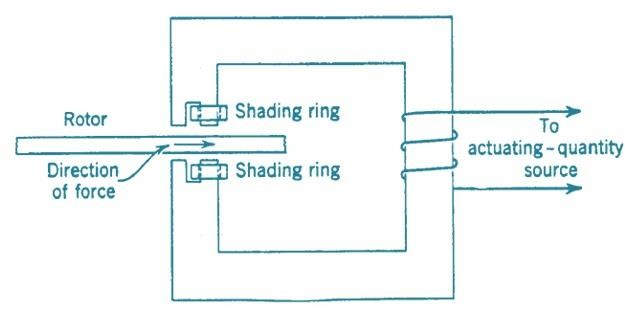 Shading ring
Rotor
To
actuating-quantity
source
Direction
of force
Shading ring